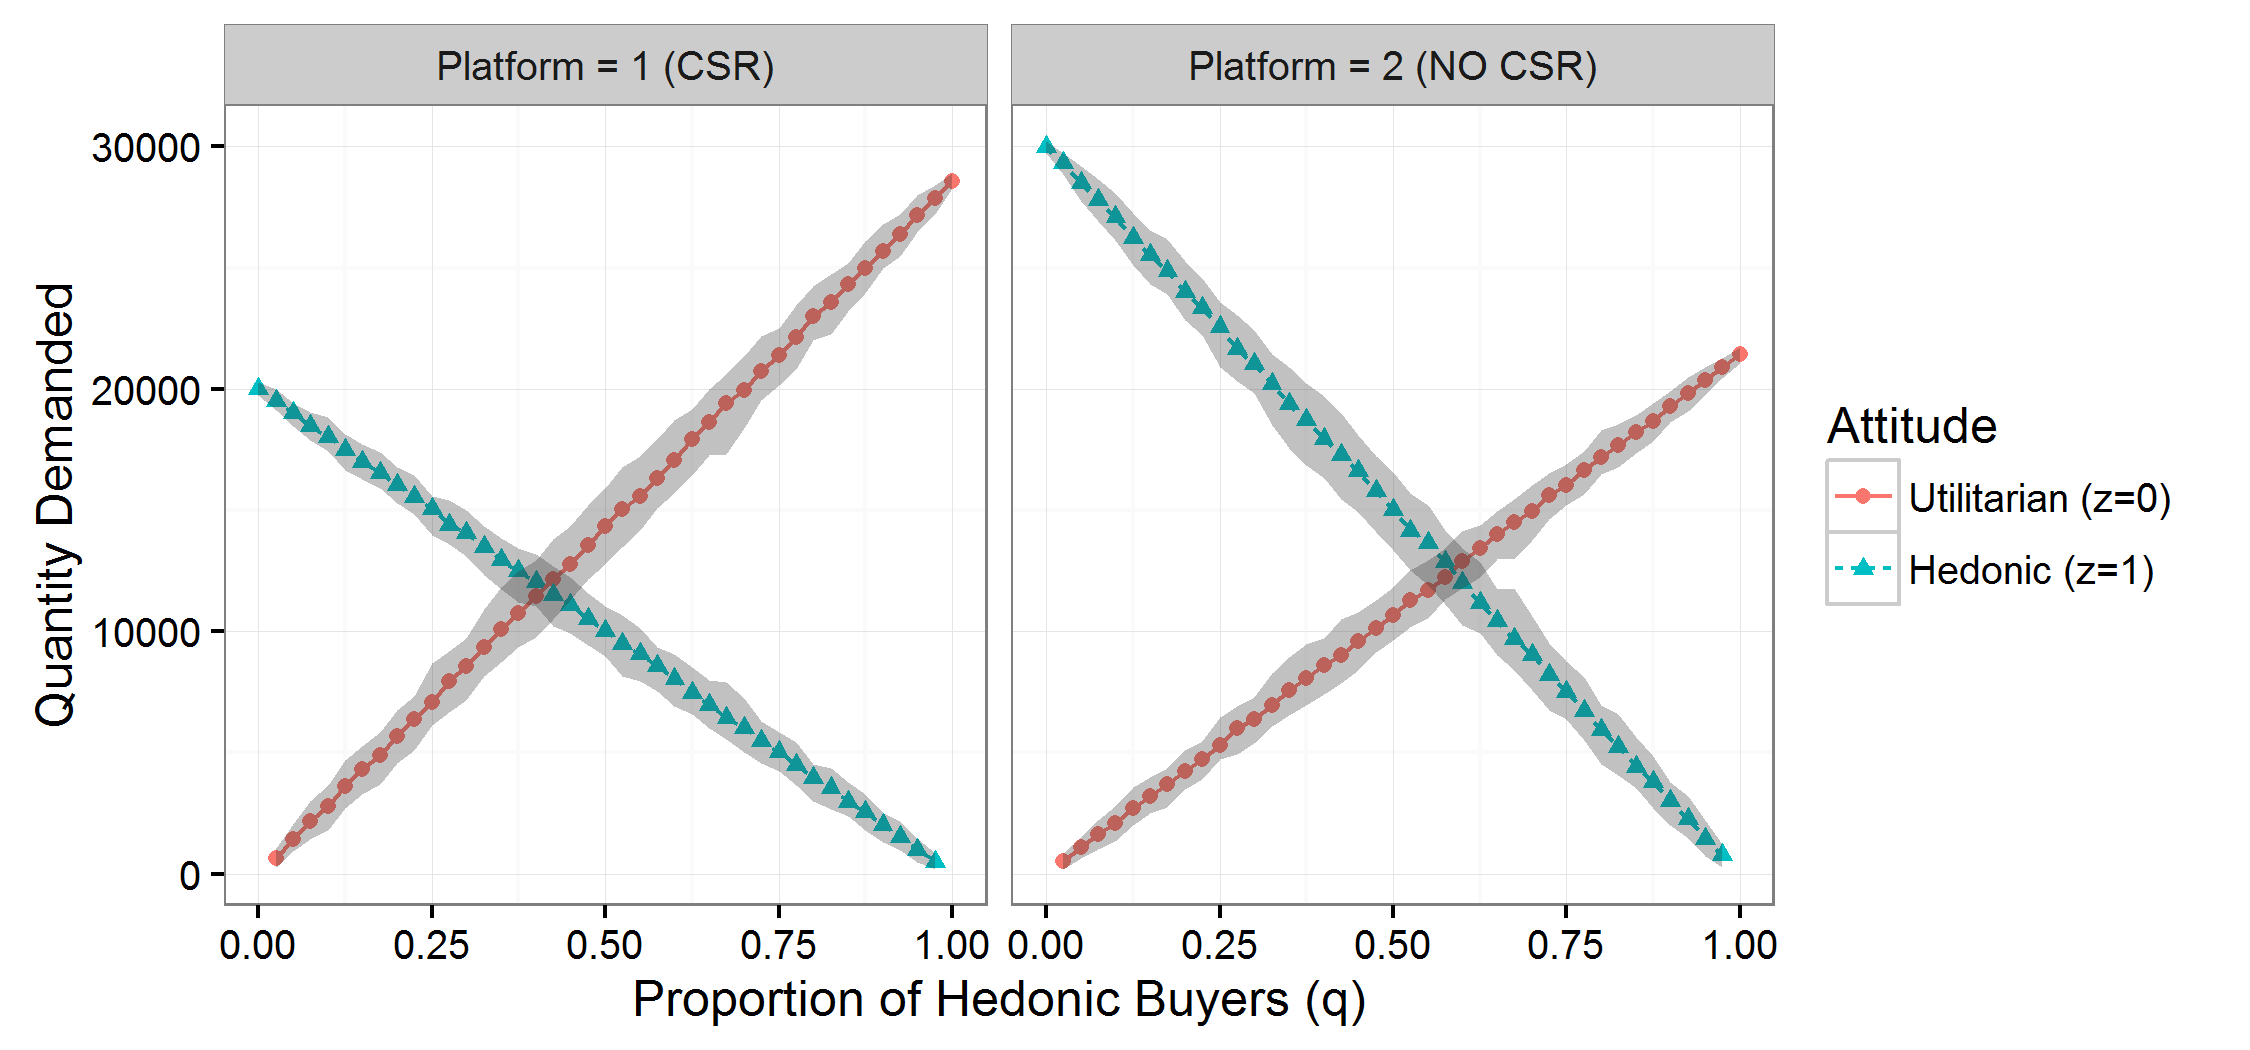 Platform = 1 (CSR)
Platform = 2 (NO CSR)
Quantity Demanded
30000
20000
10000
0
0.00 0.25 0.50 0.75 1.00
0.00 0.25 0.50 0.75 1.00
Proportion of Hedonic Buyers (q)
Attitude
Utilitarian (z=0)
Hedonic (z=1)